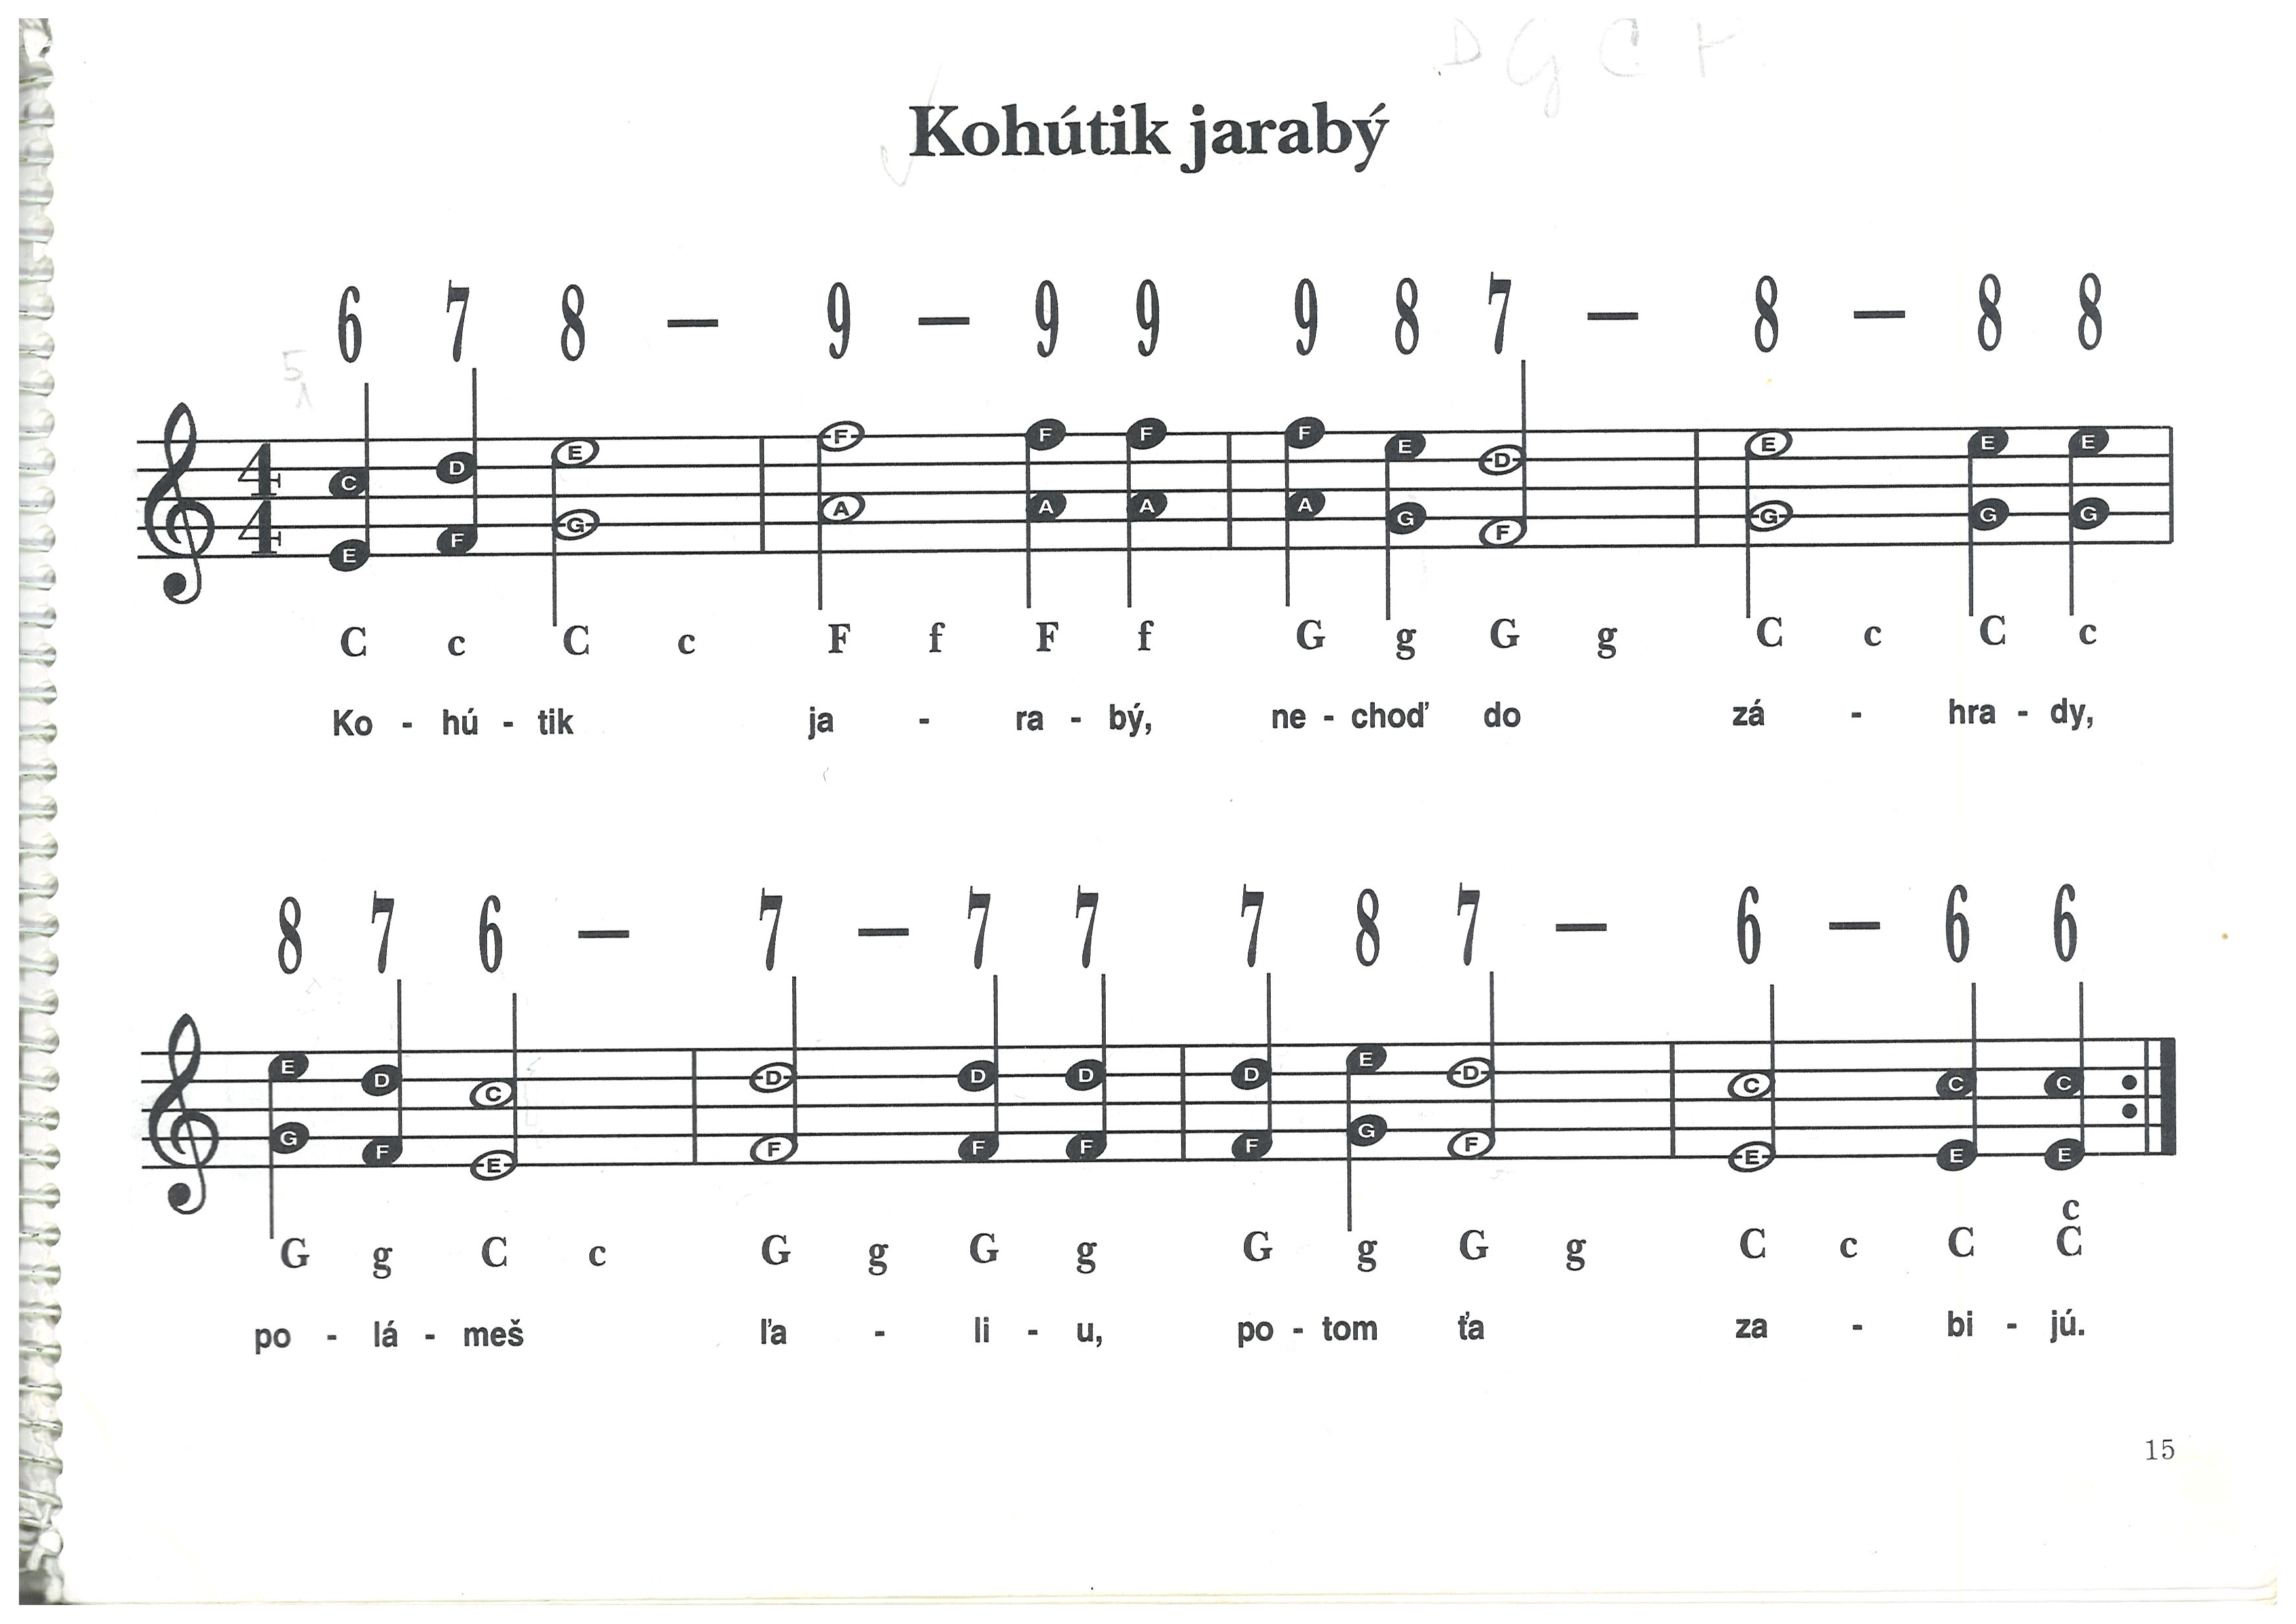 D G C F
Kohútik jarabý
6 7 8 – 9 – 9 9 9 8 7 – 8 – 8 8
5
4
4
C D E F F F F E D E E E
E F G A A A A G F G G G
C c C c F f F f G g G g C c C c
Ko - hú - tik ja - ra - bý, ne - choď do zá - hra - dy,
8 7 6 – 7 – 7 7 7 8 7 – 6 – 6 6
E D C D D D D E D C C C
G F E F F F F G F E E E
c
G g C c G g G g G g G g C c C C
po - lá - meš ľa - li - u, po - tom ťa za - bi - jú.
15